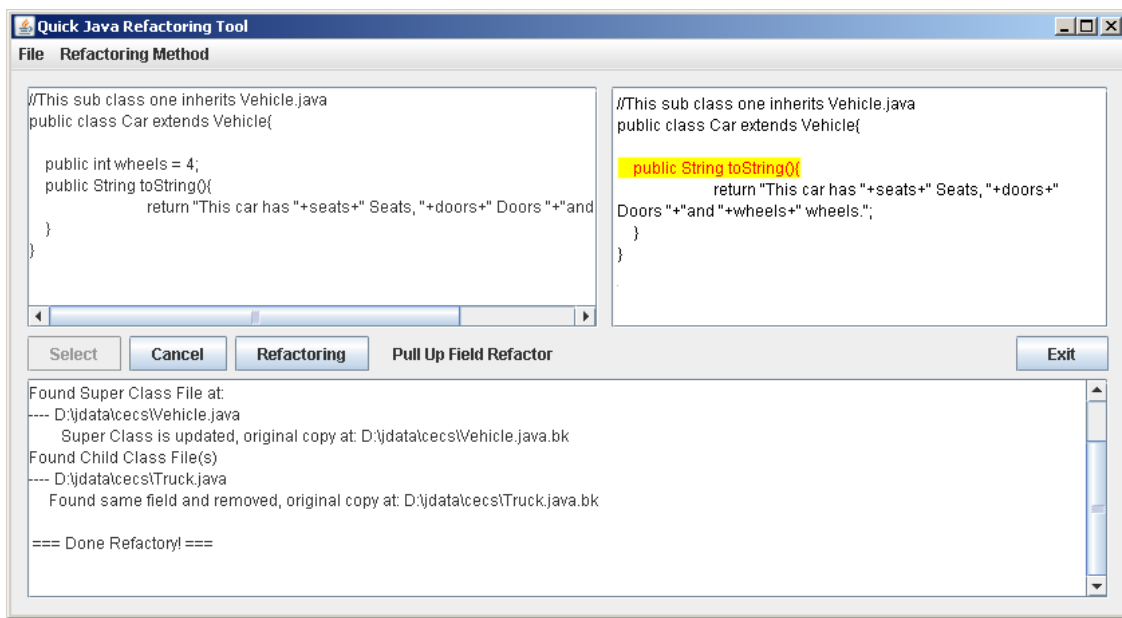 Quick Java Refactoring Tool
File Refactoring Method
//This sub class one inherits Vehicle.java
public class Car extends Vehicle{
public int wheels = 4;
public String toString(){
return "This car has "+seats+" Seats, "+doors+" Doors "+"and
}
}
//This sub class one inherits Vehicle.java
public class Car extends Vehicle{
public String toString(){
return "This car has "+seats+" Seats, "+doors+"
Doors "+"and "+wheels+" wheels.";
}
}
Select Cancel Refactoring Pull Up Field Refactor Exit
Found Super Class File at:
---- D:\jdata\cecs\Vehicle.java
Super Class is updated, original copy at: D:\jdata\cecs\Vehicle.java.bk
Found Child Class File(s)
---- D:\jdata\cecs\Truck.java
Found same field and removed, original copy at: D:\jdata\cecs\Truck.java.bk
=== Done Refactory! ===